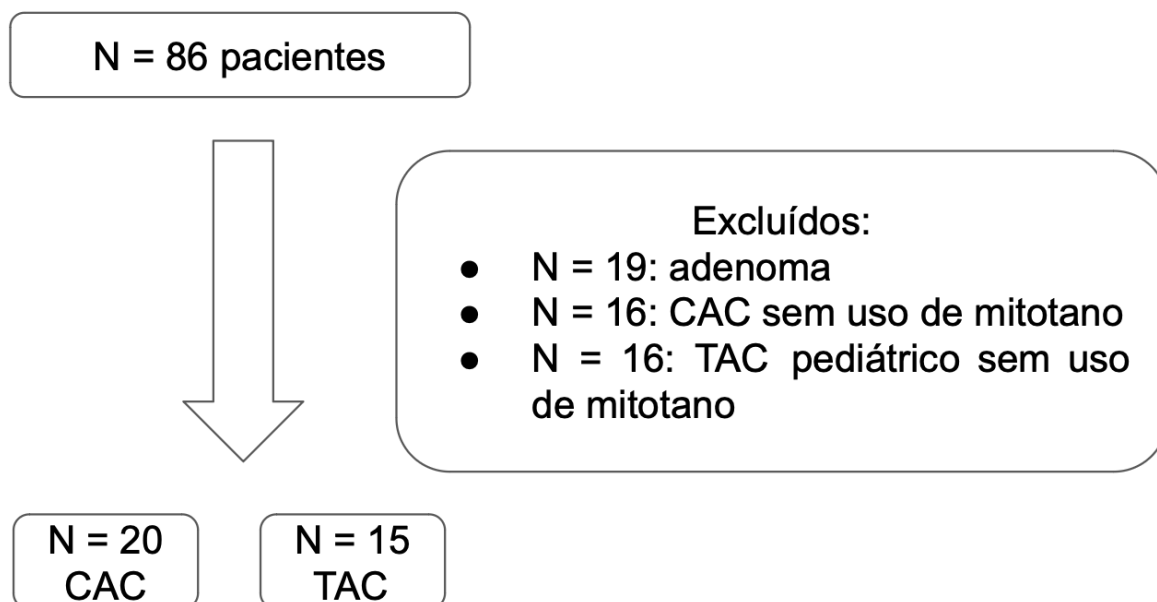 N = 86 pacientes
Excluídos:
● N = 19: adenoma
● N = 16: CAC sem uso de mitotano
● N = 16: TAC pediátrico sem uso
de mitotano
N = 20
CAC
N = 15
TAC